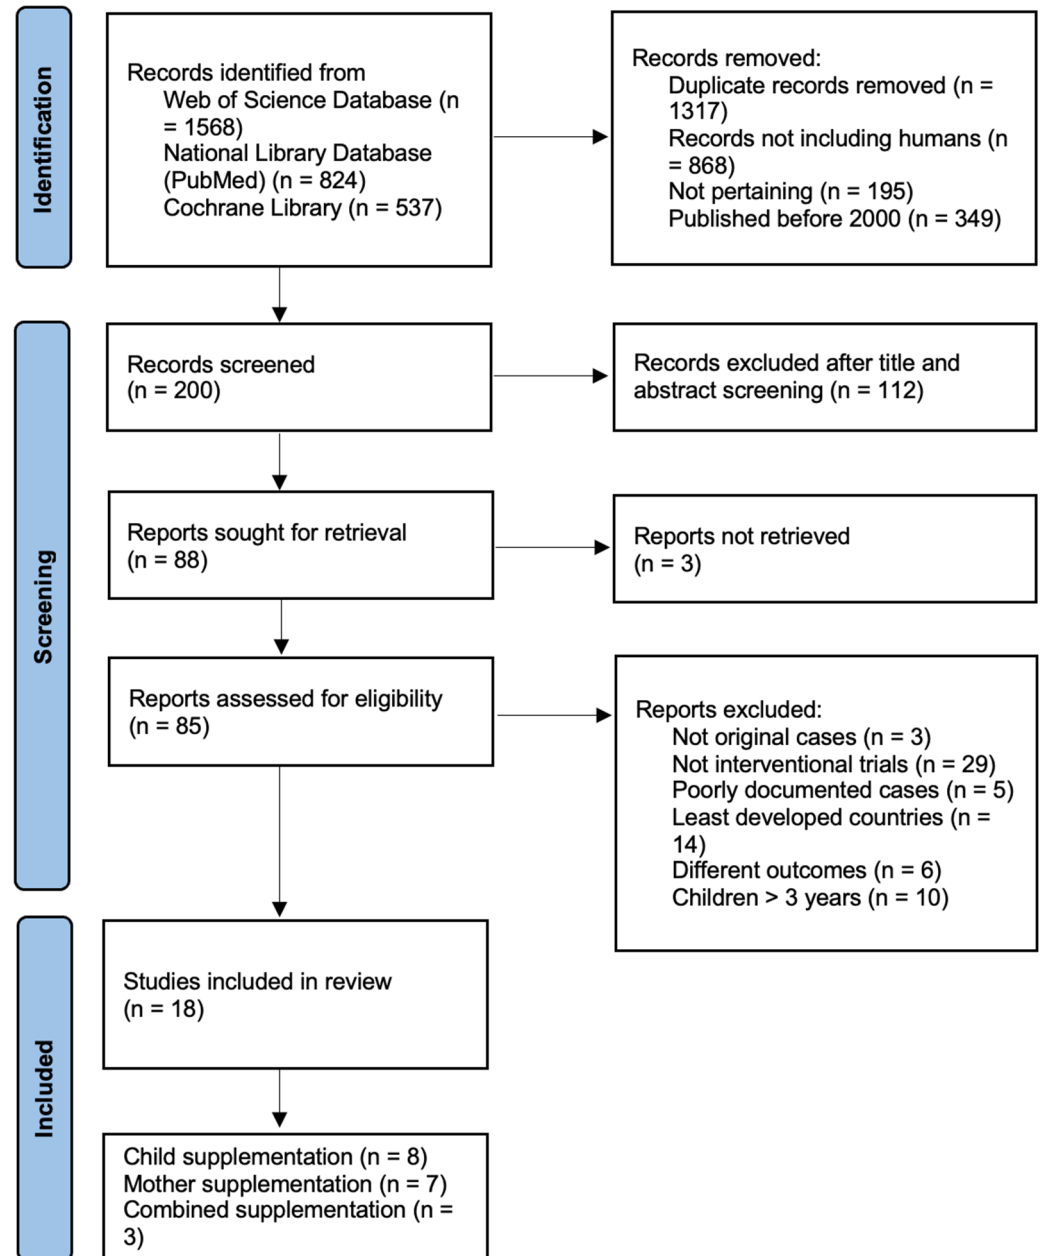 Identification
Records identified from
Web of Science Database (n
= 1568)
National Library Database
(PubMed) (n = 824)
Cochrane Library (n = 537)
Records removed:
Duplicate records removed (n =
1317)
Records not including humans (n
= 868)
Not pertaining (n = 195)
Published before 2000 (n = 349)
Screening
Records screened
(n = 200)
Records excluded after title and
abstract screening (n = 112)
Reports sought for retrieval
(n = 88)
Reports not retrieved
(n = 3)
Reports assessed for eligibility
(n = 85)
Reports excluded:
Not original cases (n = 3)
Not interventional trials (n = 29)
Poorly documented cases (n = 5)
Least developed countries (n =
14)
Different outcomes (n = 6)
Children > 3 years (n = 10)
Included
Studies included in review
(n = 18)
Child supplementation (n = 8)
Mother supplementation (n = 7)
Combined supplementation (n =
3)